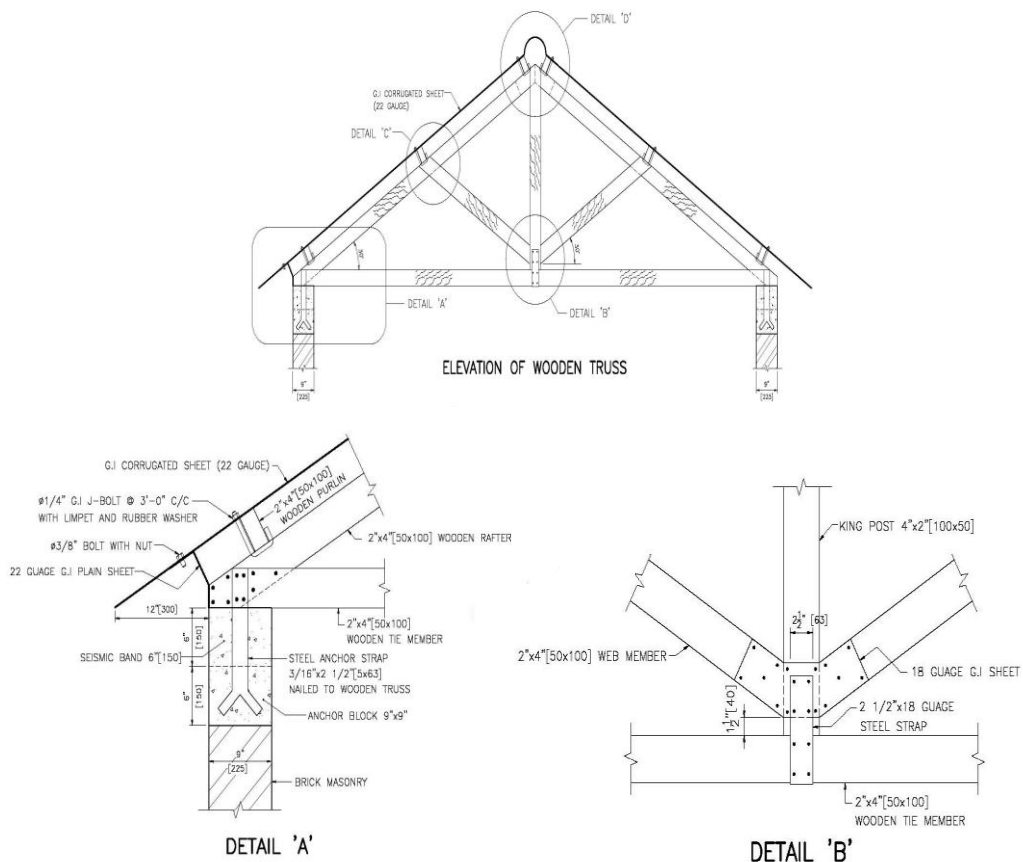 DETAIL 'D'
G.I CORRUGATED SHEET
(22 GAUGE)
DETAIL 'C'
30°
30°
DETAIL 'A'
DETAIL 'B'
ELEVATION OF WOODEN TRUSS
9"
[225]
9"
[225]
G.I CORRUGATED SHEET (22 GAUGE)
ø1/4" G.I J-BOLT @ 3'-0" C/C
WITH LIMPET AND RUBBER WASHER
2"x4"[50x100]
WOODEN PURLIN
ø3/8" BOLT WITH NUT
2"x4"[50x100] WOODEN RAFTER
22 GUAGE G.I PLAIN SHEET
12"[300]
6"
[150]
2"x4"[50x100]
WOODEN TIE MEMBER
SEISMIC BAND 6"[150]
STEEL ANCHOR STRAP
3/16"x2 1/2"[5x63]
NAILED TO WOODEN TRUSS
6"
[150]
ANCHOR BLOCK 9"x9"
9"
[225]
BRICK MASONRY
DETAIL 'A'
KING POST 4"x2"[100x50]
2 1/2" [63]
2"x4"[50x100] WEB MEMBER
18 GUAGE G.I SHEET
1 1/2"[40]
2 1/2"x18 GUAGE
STEEL STRAP
2"x4"[50x100]
WOODEN TIE MEMBER
DETAIL 'B'